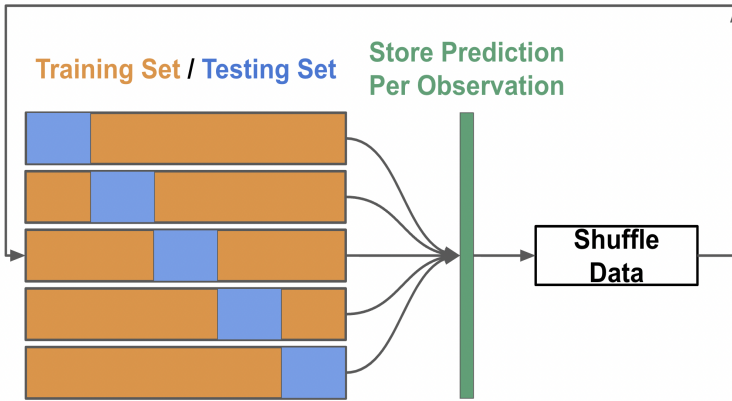 Training Set / Testing Set
Store Prediction
Per Observation
Shuffle
Data